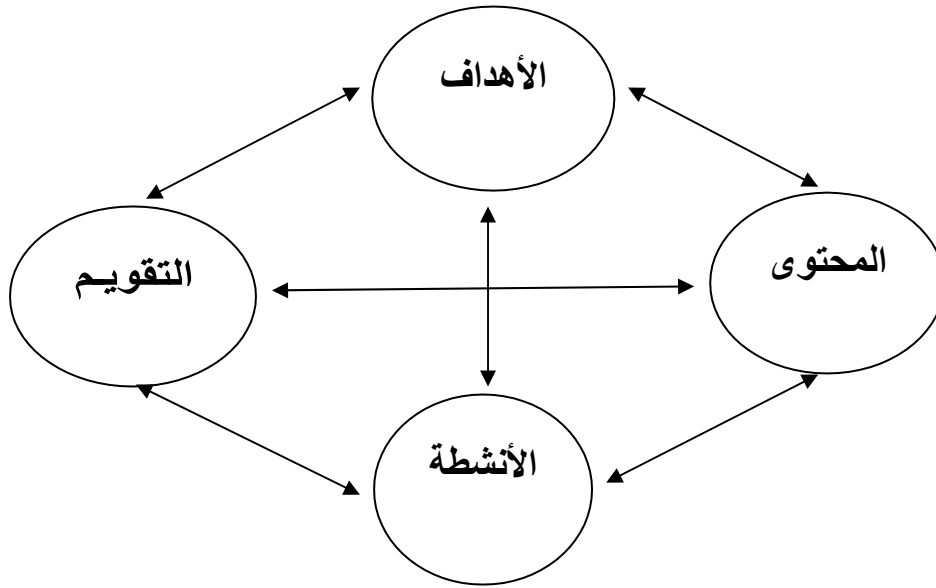 الأهداف
المحتوى
التقويـم
الأنشطة